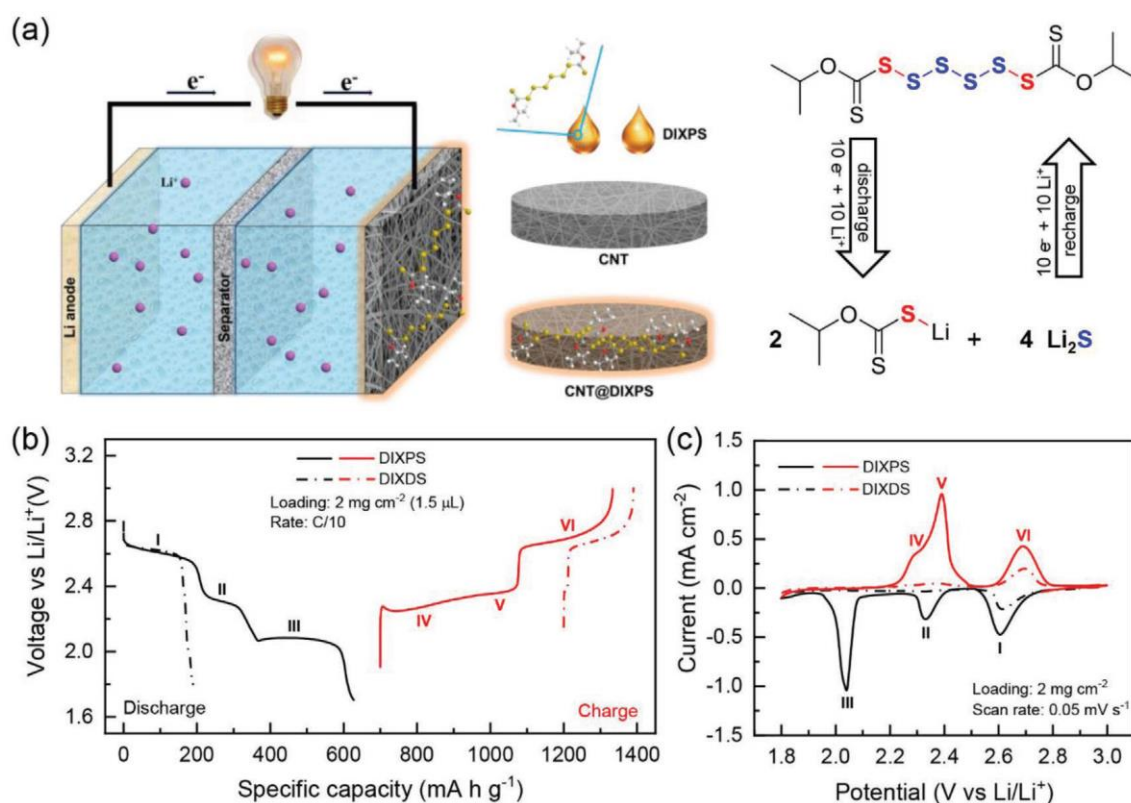 (a)
e⁻
e⁻
Li⁺
Li anode
Separator
DIXPS
CNT
CNT@DIXPS
S
O
S
S
S
S
S
S
O
S
10 e⁻ + 10 Li⁺
discharge
10 e⁻ + 10 Li⁺
recharge
2
O
S
Li
S
+
4 Li₂S
(b)
Voltage vs Li/Li⁺(V)
3.2
2.8
2.4
2.0
1.6
DIXPS
DIXDS
Loading: 2 mg cm⁻² (1.5 μL)
Rate: C/10
I
II
III
IV
V
VI
Discharge
Charge
0 200 400 600 800 1000 1200 1400
Specific capacity (mA h g⁻¹)
(c)
Current (mA cm⁻²)
1.5
1.0
0.5
0.0
-0.5
-1.0
-1.5
DIXPS
DIXDS
IV
V
VI
III
II
I
Loading: 2 mg cm⁻²
Scan rate: 0.05 mV s⁻¹
1.8 2.0 2.2 2.4 2.6 2.8 3.0
Potential (V vs Li/Li⁺)